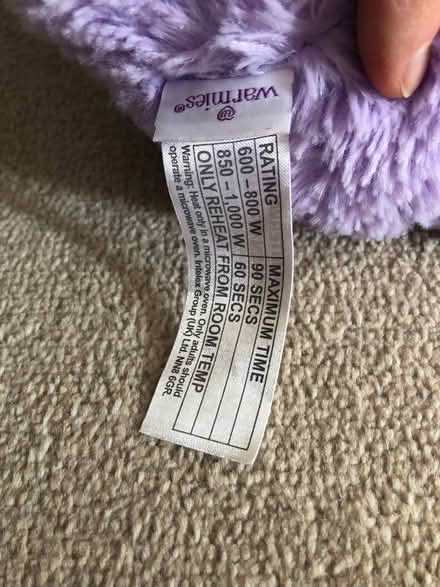 warmies®
RATING MAXIMUM TIME
600 – 800 W 90 SECS
850 – 1,000 W 60 SECS
ONLY REHEAT FROM ROOM TEMP
Warning: Heat only in a microwave oven. Only adults should
operate a microwave oven. Intelex Group (UK) Ltd. NN8 6GR.